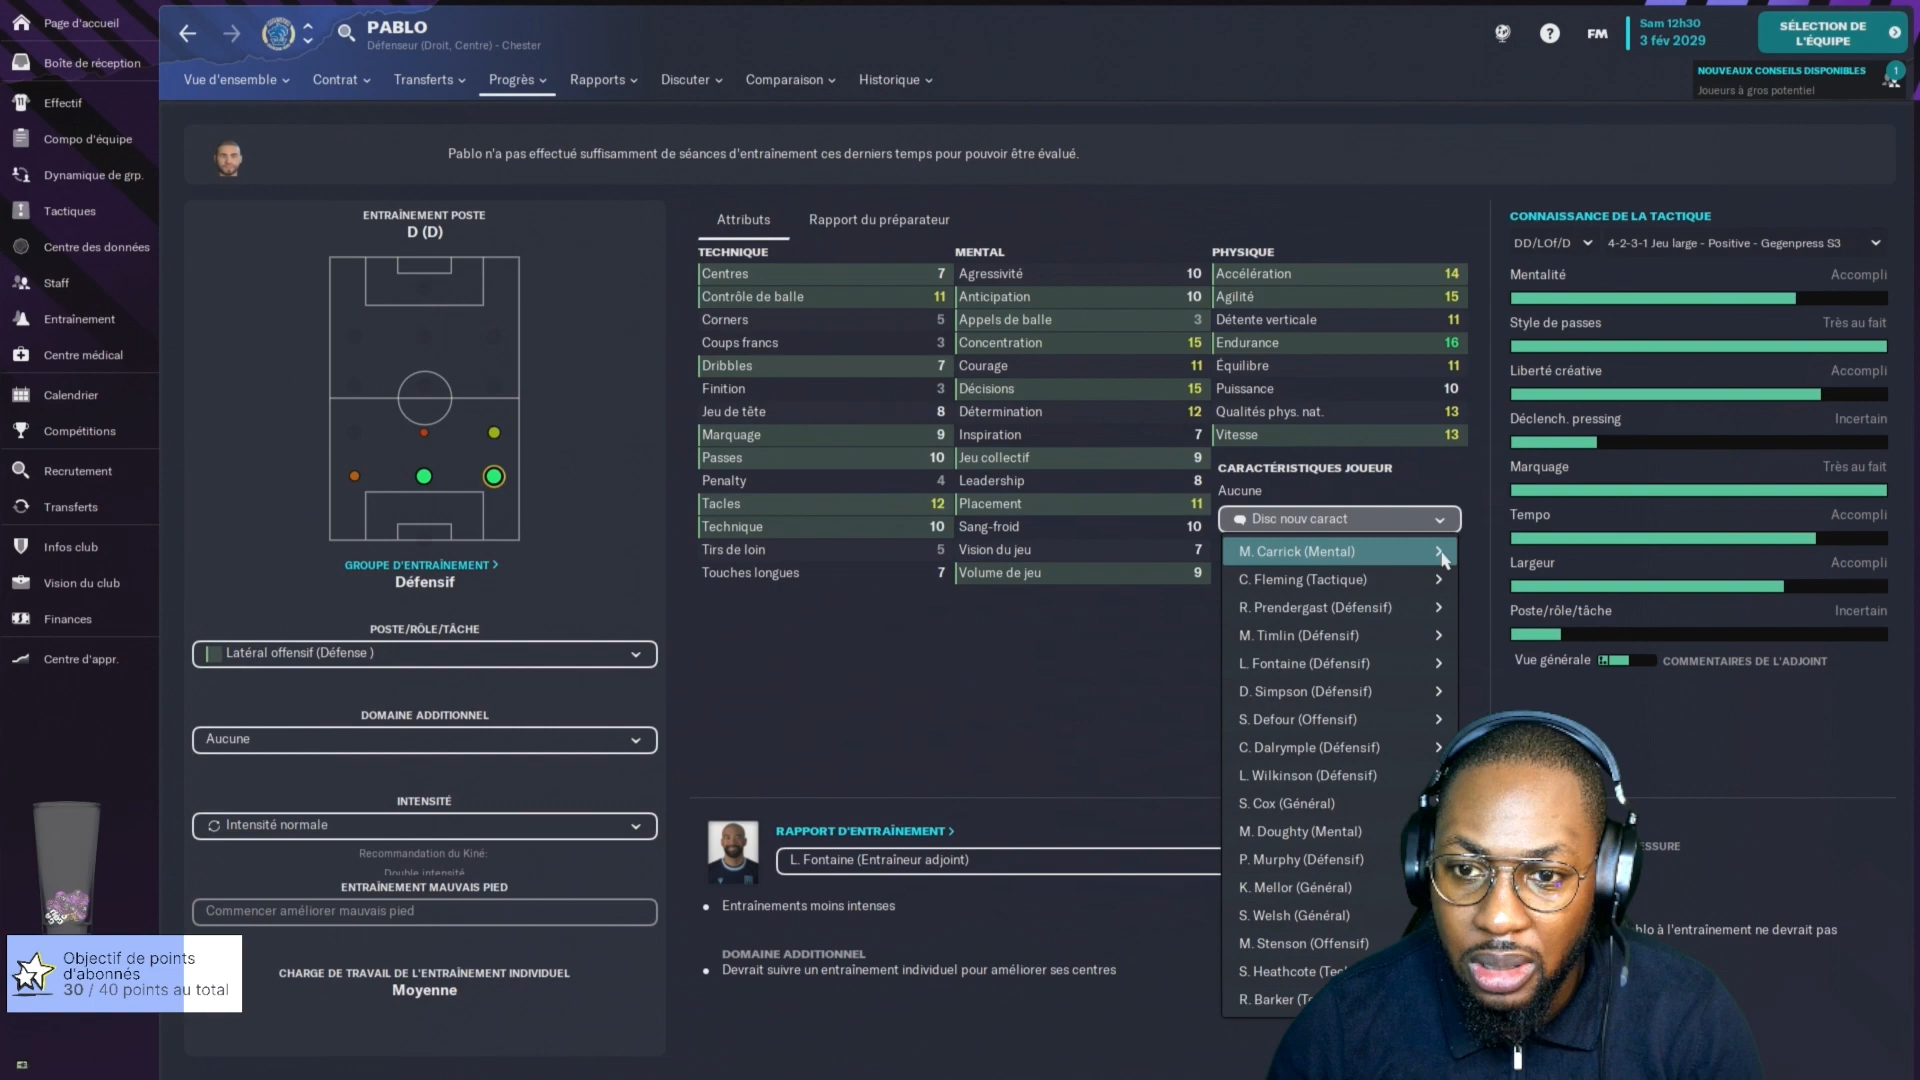 Page d'accueil
Boîte de réception
Effectif
Compo d'équipe
Dynamique de grp.
Tactiques
Centre des données
Staff
Entraînement
Centre médical
Calendrier
Compétitions
Recrutement
Transferts
Infos club
Vision du club
Finances
Centre d'appr.
Objectif de points
d'abonnés
30 / 40 points au total
PABLO
Défenseur (Droit, Centre) - Chester
FM
Sam 12h30
3 fév 2029
SÉLECTION DE
L'ÉQUIPE
NOUVEAUX CONSEILS DISPONIBLES
1
Joueurs à gros potentiel
Vue d'ensemble
Contrat
Transferts
Progrès
Rapports
Discuter
Comparaison
Historique
Pablo n'a pas effectué suffisamment de séances d'entraînement ces derniers temps pour pouvoir être évalué.
ENTRAÎNEMENT POSTE
D (D)
GROUPE D'ENTRAÎNEMENT >
Défensif
POSTE/RÔLE/TÂCHE
Latéral offensif (Défense )
DOMAINE ADDITIONNEL
Aucune
INTENSITÉ
Intensité normale
Recommandation du Kiné:
Double intensité
ENTRAÎNEMENT MAUVAIS PIED
Commencer améliorer mauvais pied
CHARGE DE TRAVAIL DE L'ENTRAÎNEMENT INDIVIDUEL
Moyenne
Attributs
Rapport du préparateur
TECHNIQUE
Centres 7
Contrôle de balle 11
Corners 5
Coups francs 3
Dribbles 7
Finition 3
Jeu de tête 8
Marquage 9
Passes 10
Penalty 4
Tacles 12
Technique 10
Tirs de loin 5
Touches longues 7
MENTAL
Agressivité 10
Anticipation 10
Appels de balle 3
Concentration 15
Courage 11
Décisions 15
Détermination 12
Inspiration 7
Jeu collectif 9
Leadership 8
Placement 11
Sang-froid 10
Vision du jeu 7
Volume de jeu 9
PHYSIQUE
Accélération 14
Agilité 15
Détente verticale 11
Endurance 16
Équilibre 11
Puissance 10
Qualités phys. nat. 13
Vitesse 13
CARACTÉRISTIQUES JOUEUR
Aucune
Disc nouv caract
M. Carrick (Mental)
C. Fleming (Tactique)
R. Prendergast (Défensif)
M. Timlin (Défensif)
L. Fontaine (Défensif)
D. Simpson (Défensif)
S. Defour (Offensif)
C. Dalrymple (Défensif)
L. Wilkinson (Défensif)
S. Cox (Général)
M. Doughty (Mental)
P. Murphy (Défensif)
K. Mellor (Général)
S. Welsh (Général)
M. Stenson (Offensif)
S. Heathcote (Te
R. Barker (T
RAPPORT D'ENTRAÎNEMENT >
L. Fontaine (Entraîneur adjoint)
Entraînements moins intenses
DOMAINE ADDITIONNEL
Devrait suivre un entraînement individuel pour améliorer ses centres
CONNAISSANCE DE LA TACTIQUE
DD/LOf/D 4-2-3-1 Jeu large - Positive - Gegenpress S3
Mentalité Accompli
Style de passes Très au fait
Liberté créative Accompli
Déclench. pressing Incertain
Marquage Très au fait
Tempo Accompli
Largeur Accompli
Poste/rôle/tâche Incertain
Vue générale COMMENTAIRES DE L'ADJOINT
ESSURE
blo à l'entraînement ne devrait pas